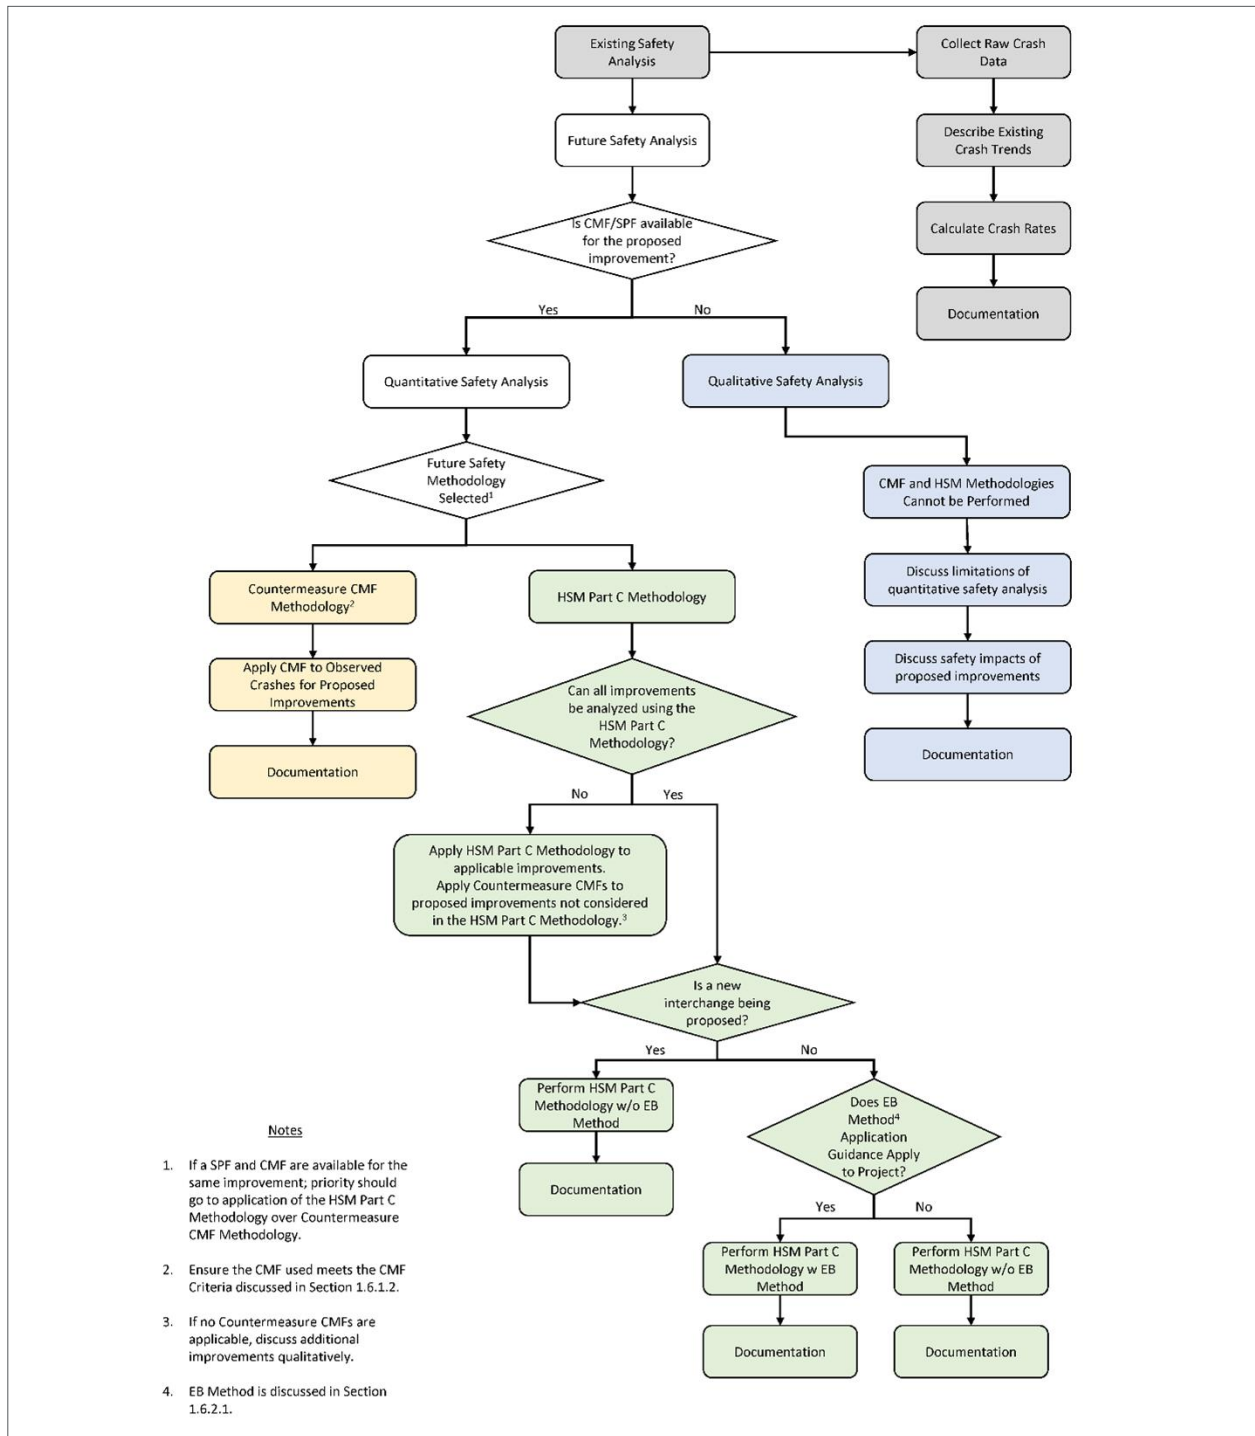 Existing Safety
Analysis
Collect Raw Crash
Data
Future Safety Analysis
Describe Existing
Crash Trends
Is CMF/SPF available
for the proposed
improvement?
Calculate Crash Rates
Documentation
Yes
No
Quantitative Safety Analysis
Qualitative Safety Analysis
Future Safety
Methodology
Selected¹
CMF and HSM Methodologies
Cannot be Performed
Countermeasure CMF
Methodology²
HSM Part C Methodology
Discuss limitations of
quantitative safety analysis
Apply CMF to Observed
Crashes for Proposed
Improvements
Can all improvements
be analyzed using the
HSM Part C
Methodology?
Discuss safety impacts of
proposed improvements
Documentation
Documentation
No
Yes
Apply HSM Part C Methodology to
applicable improvements.
Apply Countermeasure CMFs to
proposed improvements not considered
in the HSM Part C Methodology.³
Is a new
interchange being
proposed?
Yes
No
Perform HSM Part C
Methodology w/o EB
Method
Does EB
Method⁴
Application
Guidance Apply
to Project?
Documentation
Yes
No
Perform HSM Part C
Methodology w EB
Method
Perform HSM Part C
Methodology w/o EB
Method
Documentation
Documentation
Notes
1. If a SPF and CMF are available for the
same improvement; priority should
go to application of the HSM Part C
Methodology over Countermeasure
CMF Methodology.
2. Ensure the CMF used meets the CMF
Criteria discussed in Section 1.6.1.2.
3. If no Countermeasure CMFs are
applicable, discuss additional
improvements qualitatively.
4. EB Method is discussed in Section
1.6.2.1.